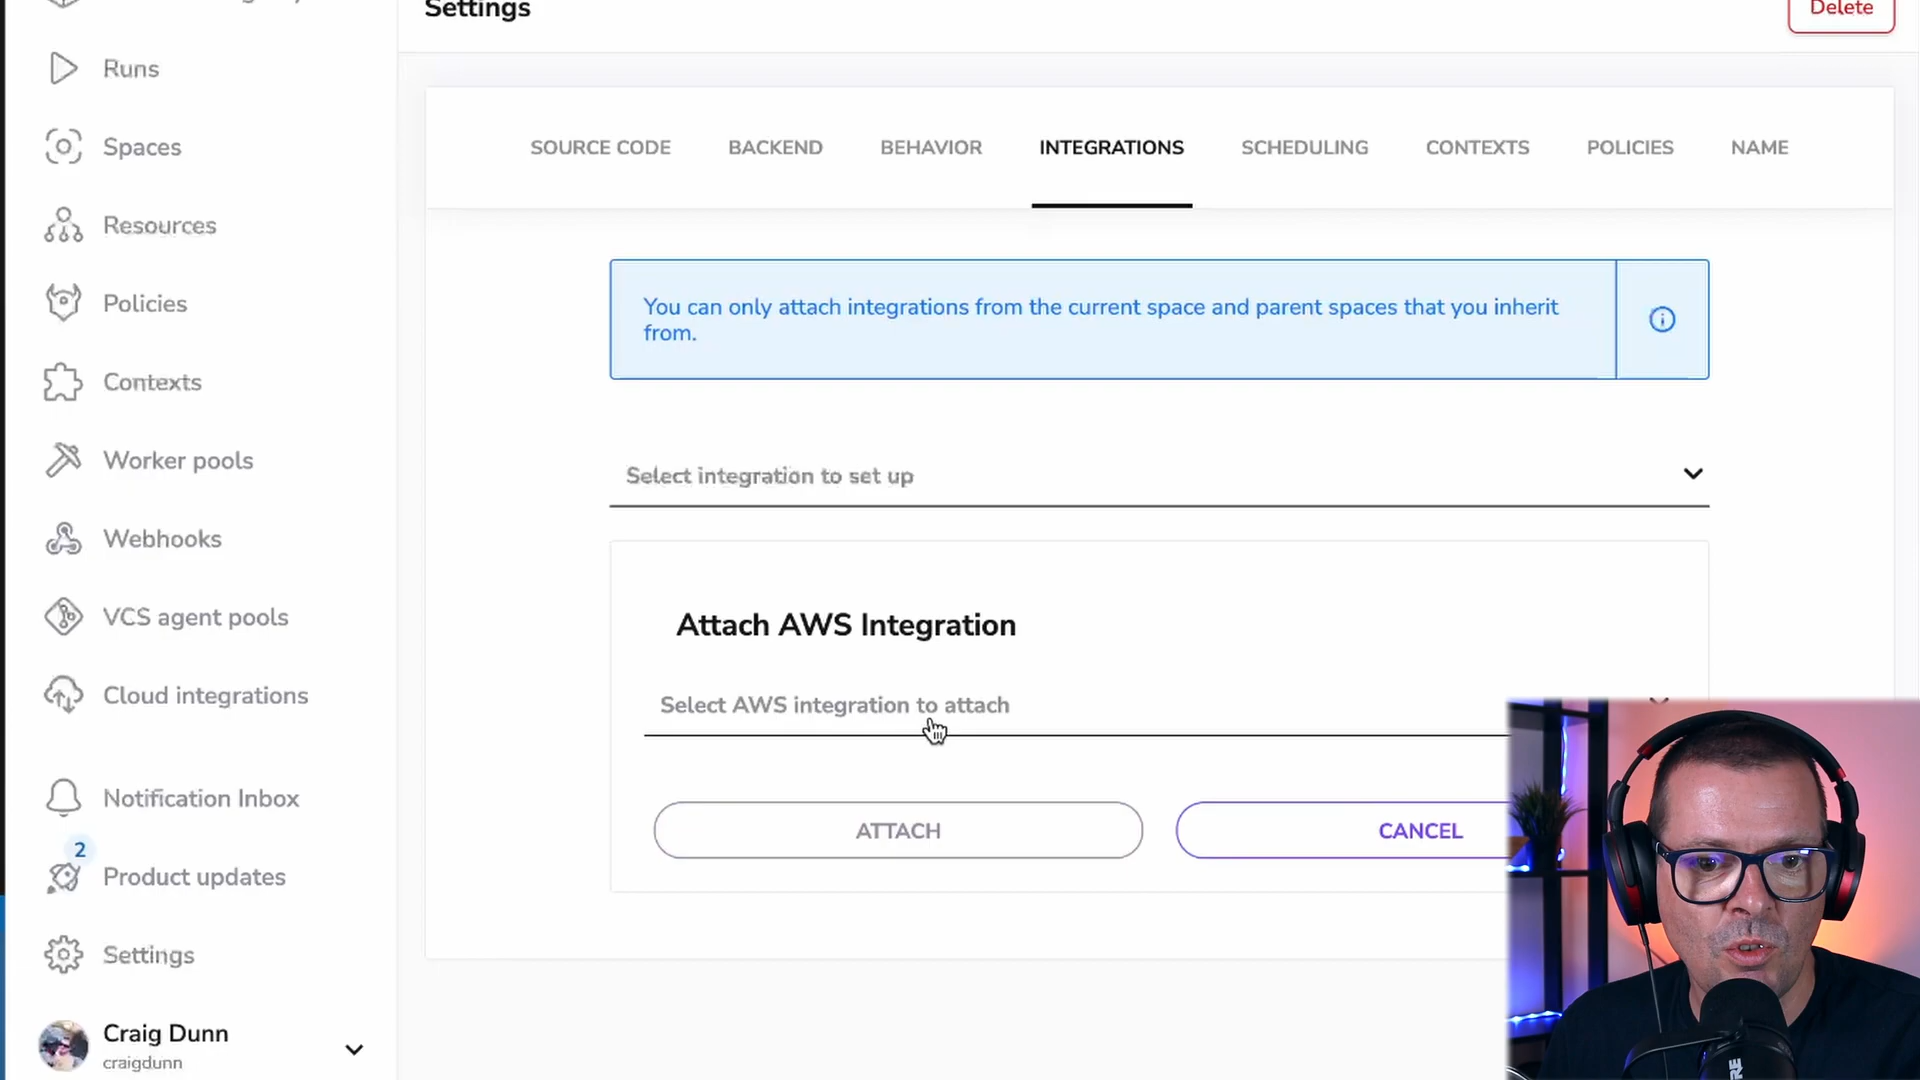 Settings
Delete
Runs
Spaces
Resources
Policies
Contexts
Worker pools
Webhooks
VCS agent pools
Cloud integrations
Notification Inbox
2
Product updates
Settings
Craig Dunn
craigdunn
SOURCE CODE
BACKEND
BEHAVIOR
INTEGRATIONS
SCHEDULING
CONTEXTS
POLICIES
NAME
You can only attach integrations from the current space and parent spaces that you inherit
from.
Select integration to set up
Attach AWS Integration
Select AWS integration to attach
ATTACH
CANCEL